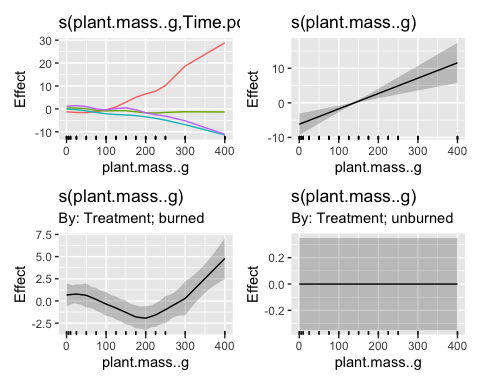 s(plant.mass..g,Time.po
Effect
30
20
10
0
-10
0
100
200
300
400
plant.mass..g
s(plant.mass..g)
Effect
10
0
-10
0
100
200
300
400
plant.mass..g
s(plant.mass..g)
By: Treatment; burned
Effect
7.5
5.0
2.5
0.0
-2.5
0
100
200
300
400
plant.mass..g
s(plant.mass..g)
By: Treatment; unburned
Effect
0.2
0.0
-0.2
0
100
200
300
400
plant.mass..g